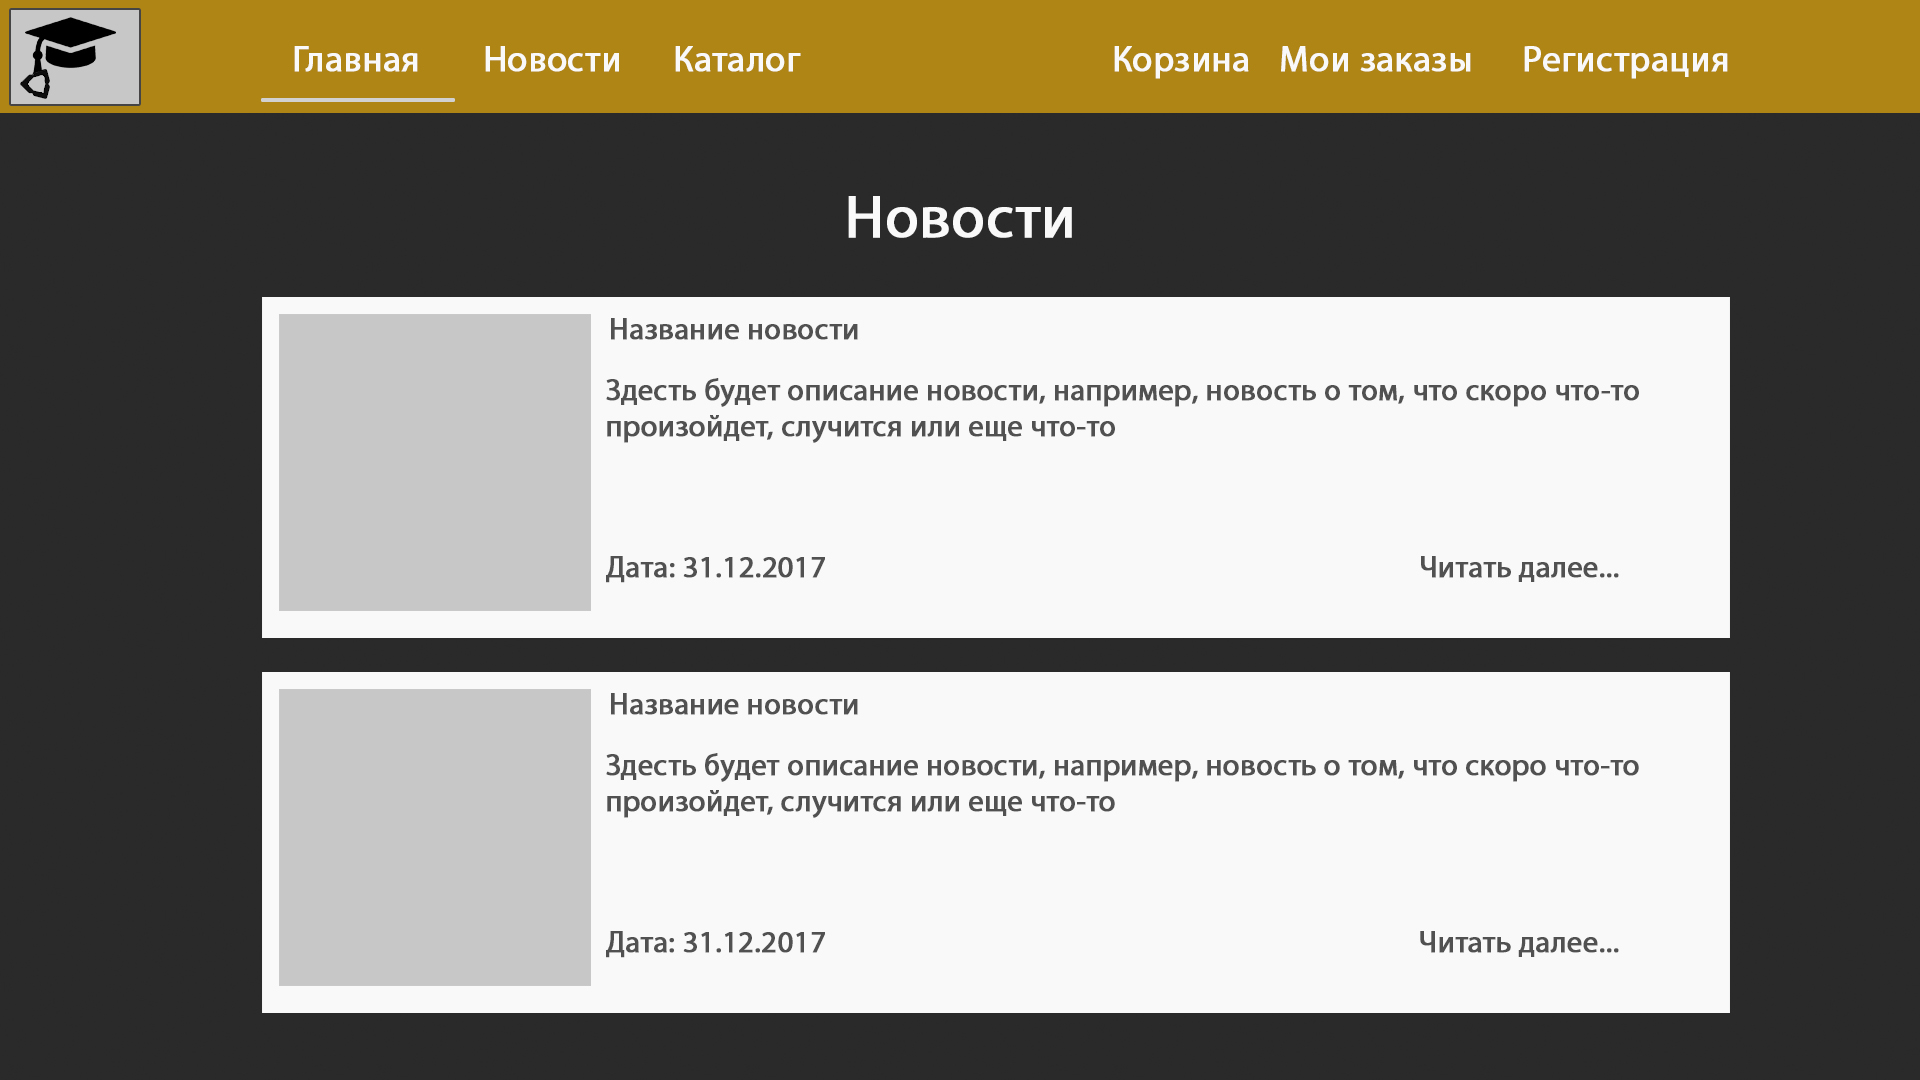 Главная Новости Каталог Корзина Мои заказы Регистрация
Новости
Название новости
Здесь будет описание новости, например, новость о том, что скоро что-то
произойдет, случится или еще что-то
Дата: 31.12.2017 Читать далее...
Название новости
Здесь будет описание новости, например, новость о том, что скоро что-то
произойдет, случится или еще что-то
Дата: 31.12.2017 Читать далее...